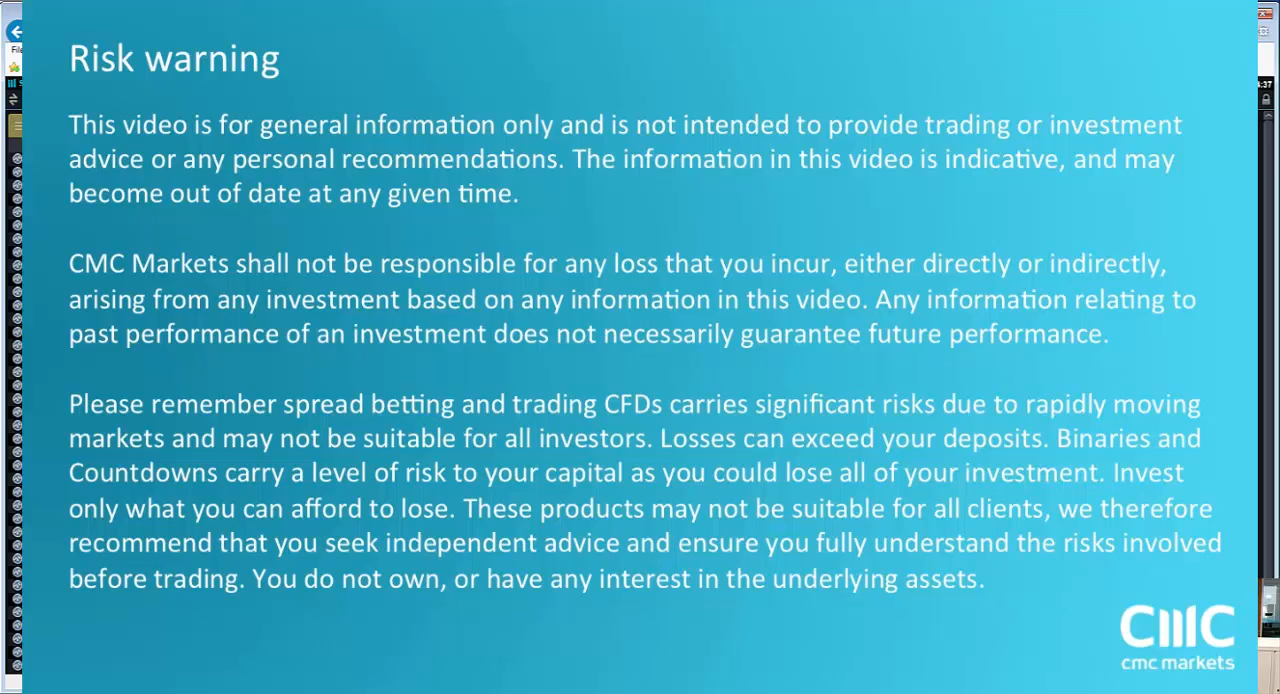 Risk warning
This video is for general information only and is not intended to provide trading or investment
advice or any personal recommendations. The information in this video is indicative, and may
become out of date at any given time.
CMC Markets shall not be responsible for any loss that you incur, either directly or indirectly,
arising from any investment based on any information in this video. Any information relating to
past performance of an investment does not necessarily guarantee future performance.
Please remember spread betting and trading CFDs carries significant risks due to rapidly moving
markets and may not be suitable for all investors. Losses can exceed your deposits. Binaries and
Countdowns carry a level of risk to your capital as you could lose all of your investment. Invest
only what you can afford to lose. These products may not be suitable for all clients, we therefore
recommend that you seek independent advice and ensure you fully understand the risks involved
before trading. You do not own, or have any interest in the underlying assets.
CMC
cmc markets